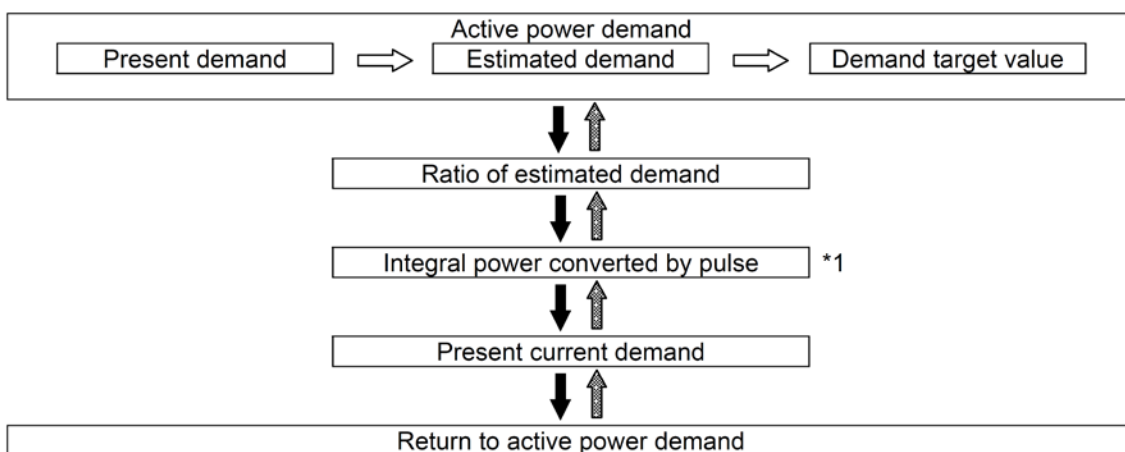 Active power demand
Present demand
Estimated demand
Demand target value
Ratio of estimated demand
Integral power converted by pulse
*1
Present current demand
Return to active power demand